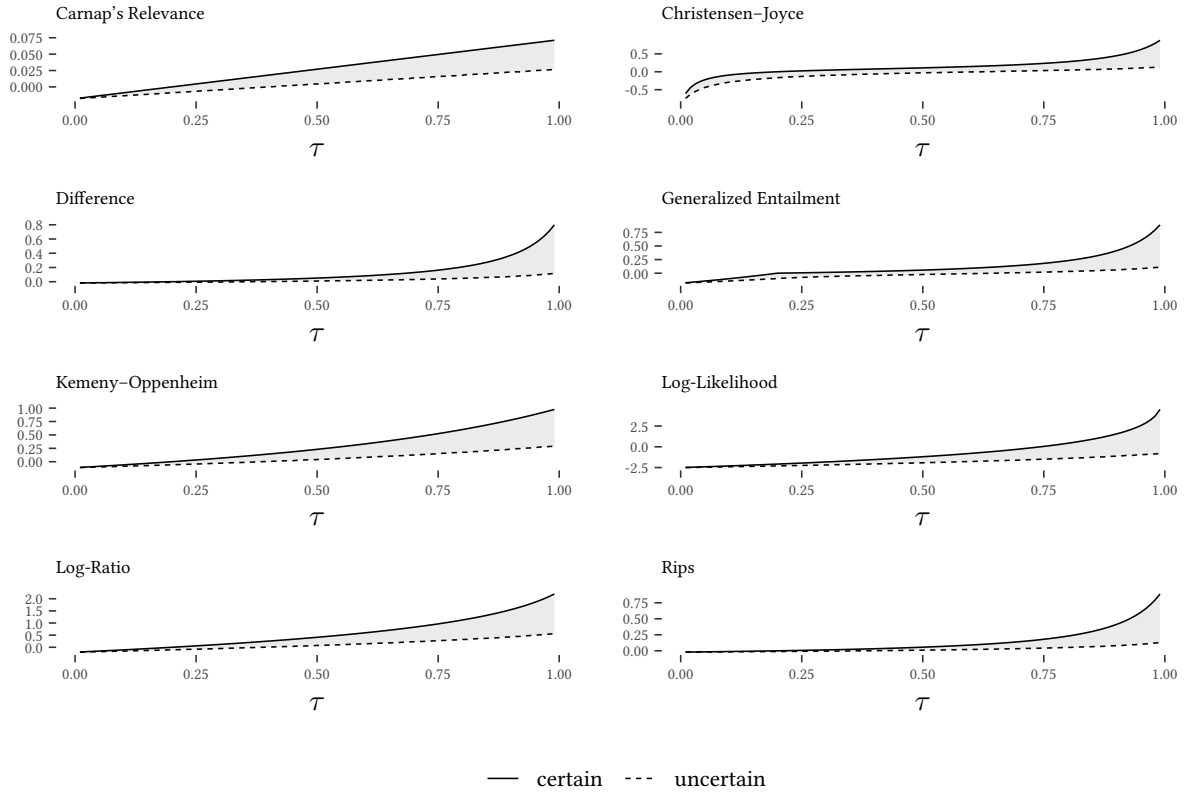 Carnap’s Relevance
0.075
0.050
0.025
0.000
0.00 0.25 0.50 0.75 1.00
τ
Christensen–Joyce
0.5
0.0
-0.5
0.00 0.25 0.50 0.75 1.00
τ
Difference
0.8
0.6
0.4
0.2
0.0
0.00 0.25 0.50 0.75 1.00
τ
Generalized Entailment
0.75
0.50
0.25
0.00
0.00 0.25 0.50 0.75 1.00
τ
Kemeny–Oppenheim
1.00
0.75
0.50
0.25
0.00
0.00 0.25 0.50 0.75 1.00
τ
Log-Likelihood
2.5
0.0
-2.5
0.00 0.25 0.50 0.75 1.00
τ
Log-Ratio
2.0
1.5
1.0
0.5
0.0
0.00 0.25 0.50 0.75 1.00
τ
Rips
0.75
0.50
0.25
0.00
0.00 0.25 0.50 0.75 1.00
τ
certain uncertain